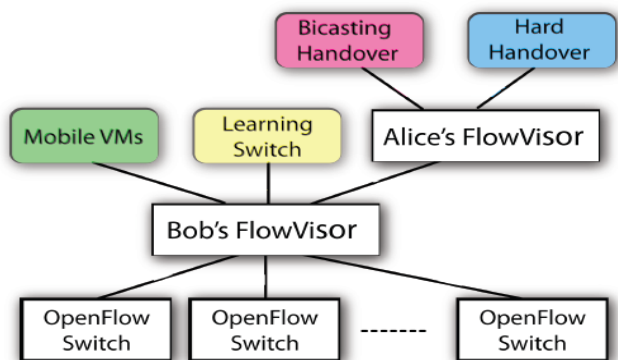 Bicasting
Handover
Hard
Handover
Mobile VMs
Learning
Switch
Alice's FlowVisor
Bob's FlowVisor
OpenFlow
Switch
OpenFlow
Switch
OpenFlow
Switch